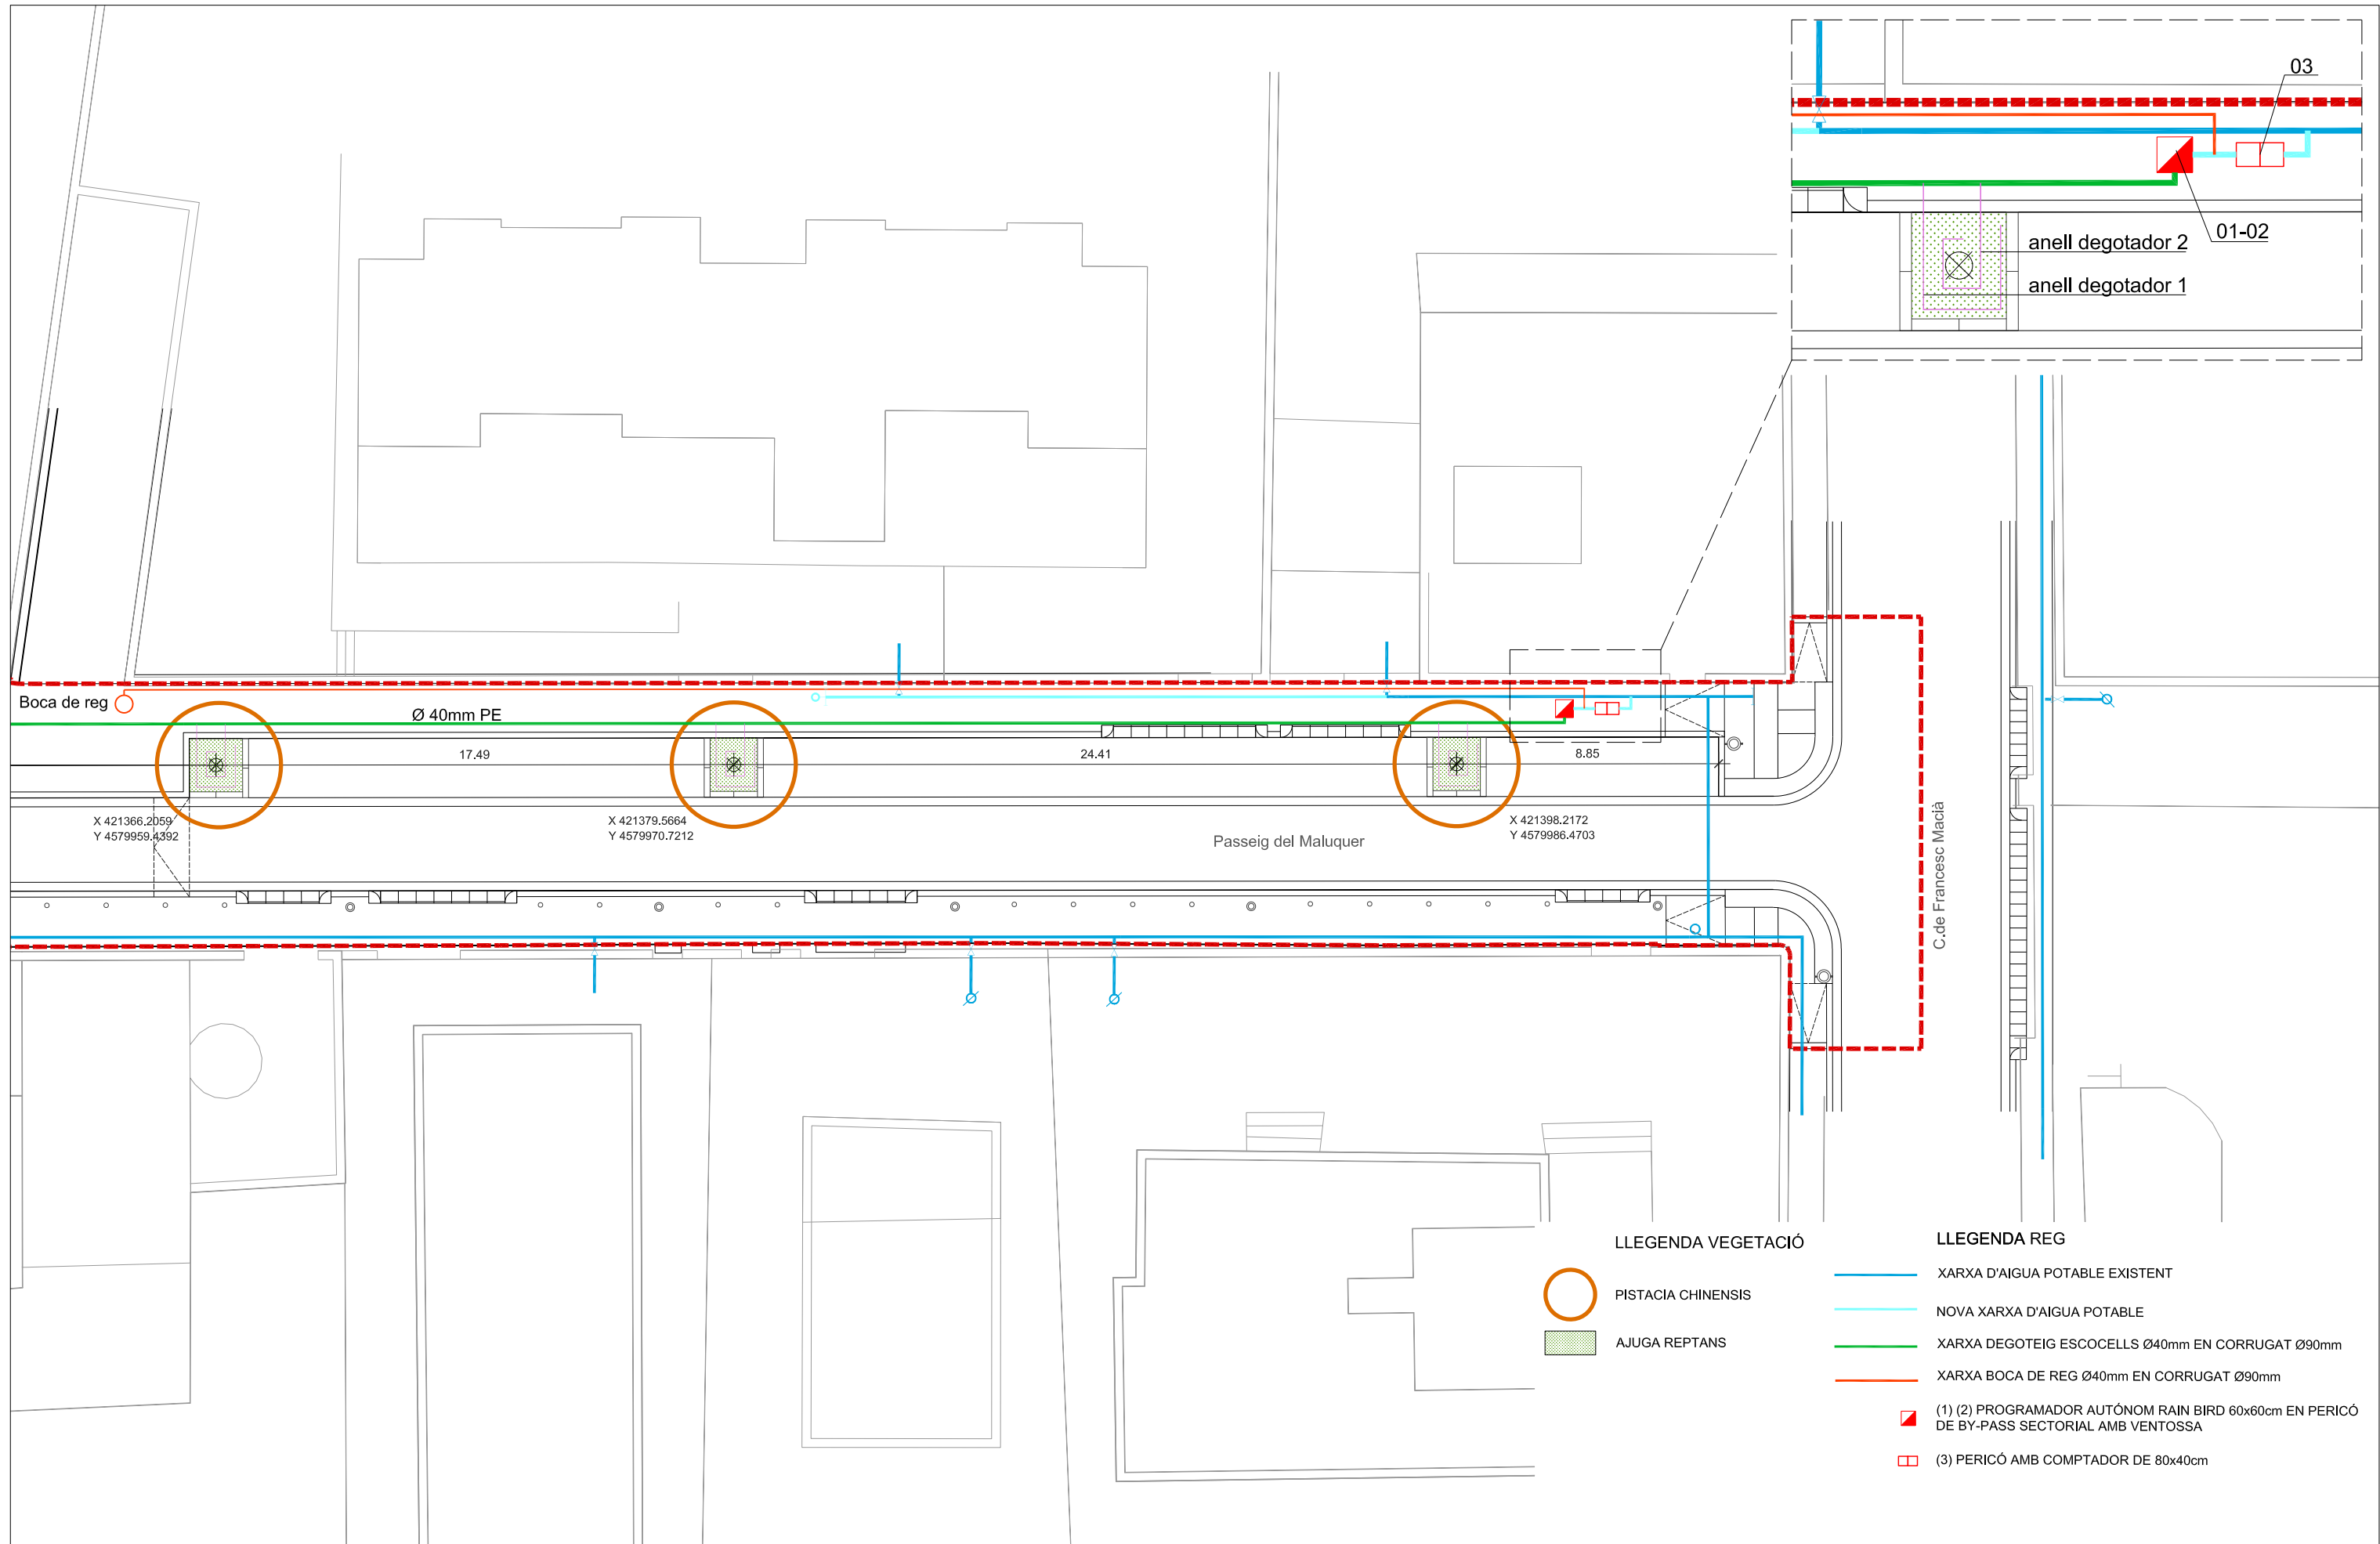 03
01-02
anell degotador 2
anell degotador 1
Boca de reg
Ø 40mm PE
17.49
24.41
8.85
X 421366.2059
Y 4579959.4392
X 421379.5664
Y 4579970.7212
X 421398.2172
Y 4579986.4703
Passeig del Maluquer
C.de Francesc Macià
LLEGENDA VEGETACIÓ
PISTACIA CHINENSIS
AJUGA REPTANS
LLEGENDA REG
XARXA D'AIGUA POTABLE EXISTENT
NOVA XARXA D'AIGUA POTABLE
XARXA DEGOTEIG ESCOCELLS Ø40mm EN CORRUGAT Ø90mm
XARXA BOCA DE REG Ø40mm EN CORRUGAT Ø90mm
(1) (2) PROGRAMADOR AUTÓNOM RAIN BIRD 60x60cm EN PERICÓ
DE BY-PASS SECTORIAL AMB VENTOSSA
(3) PERICÓ AMB COMPTADOR DE 80x40cm